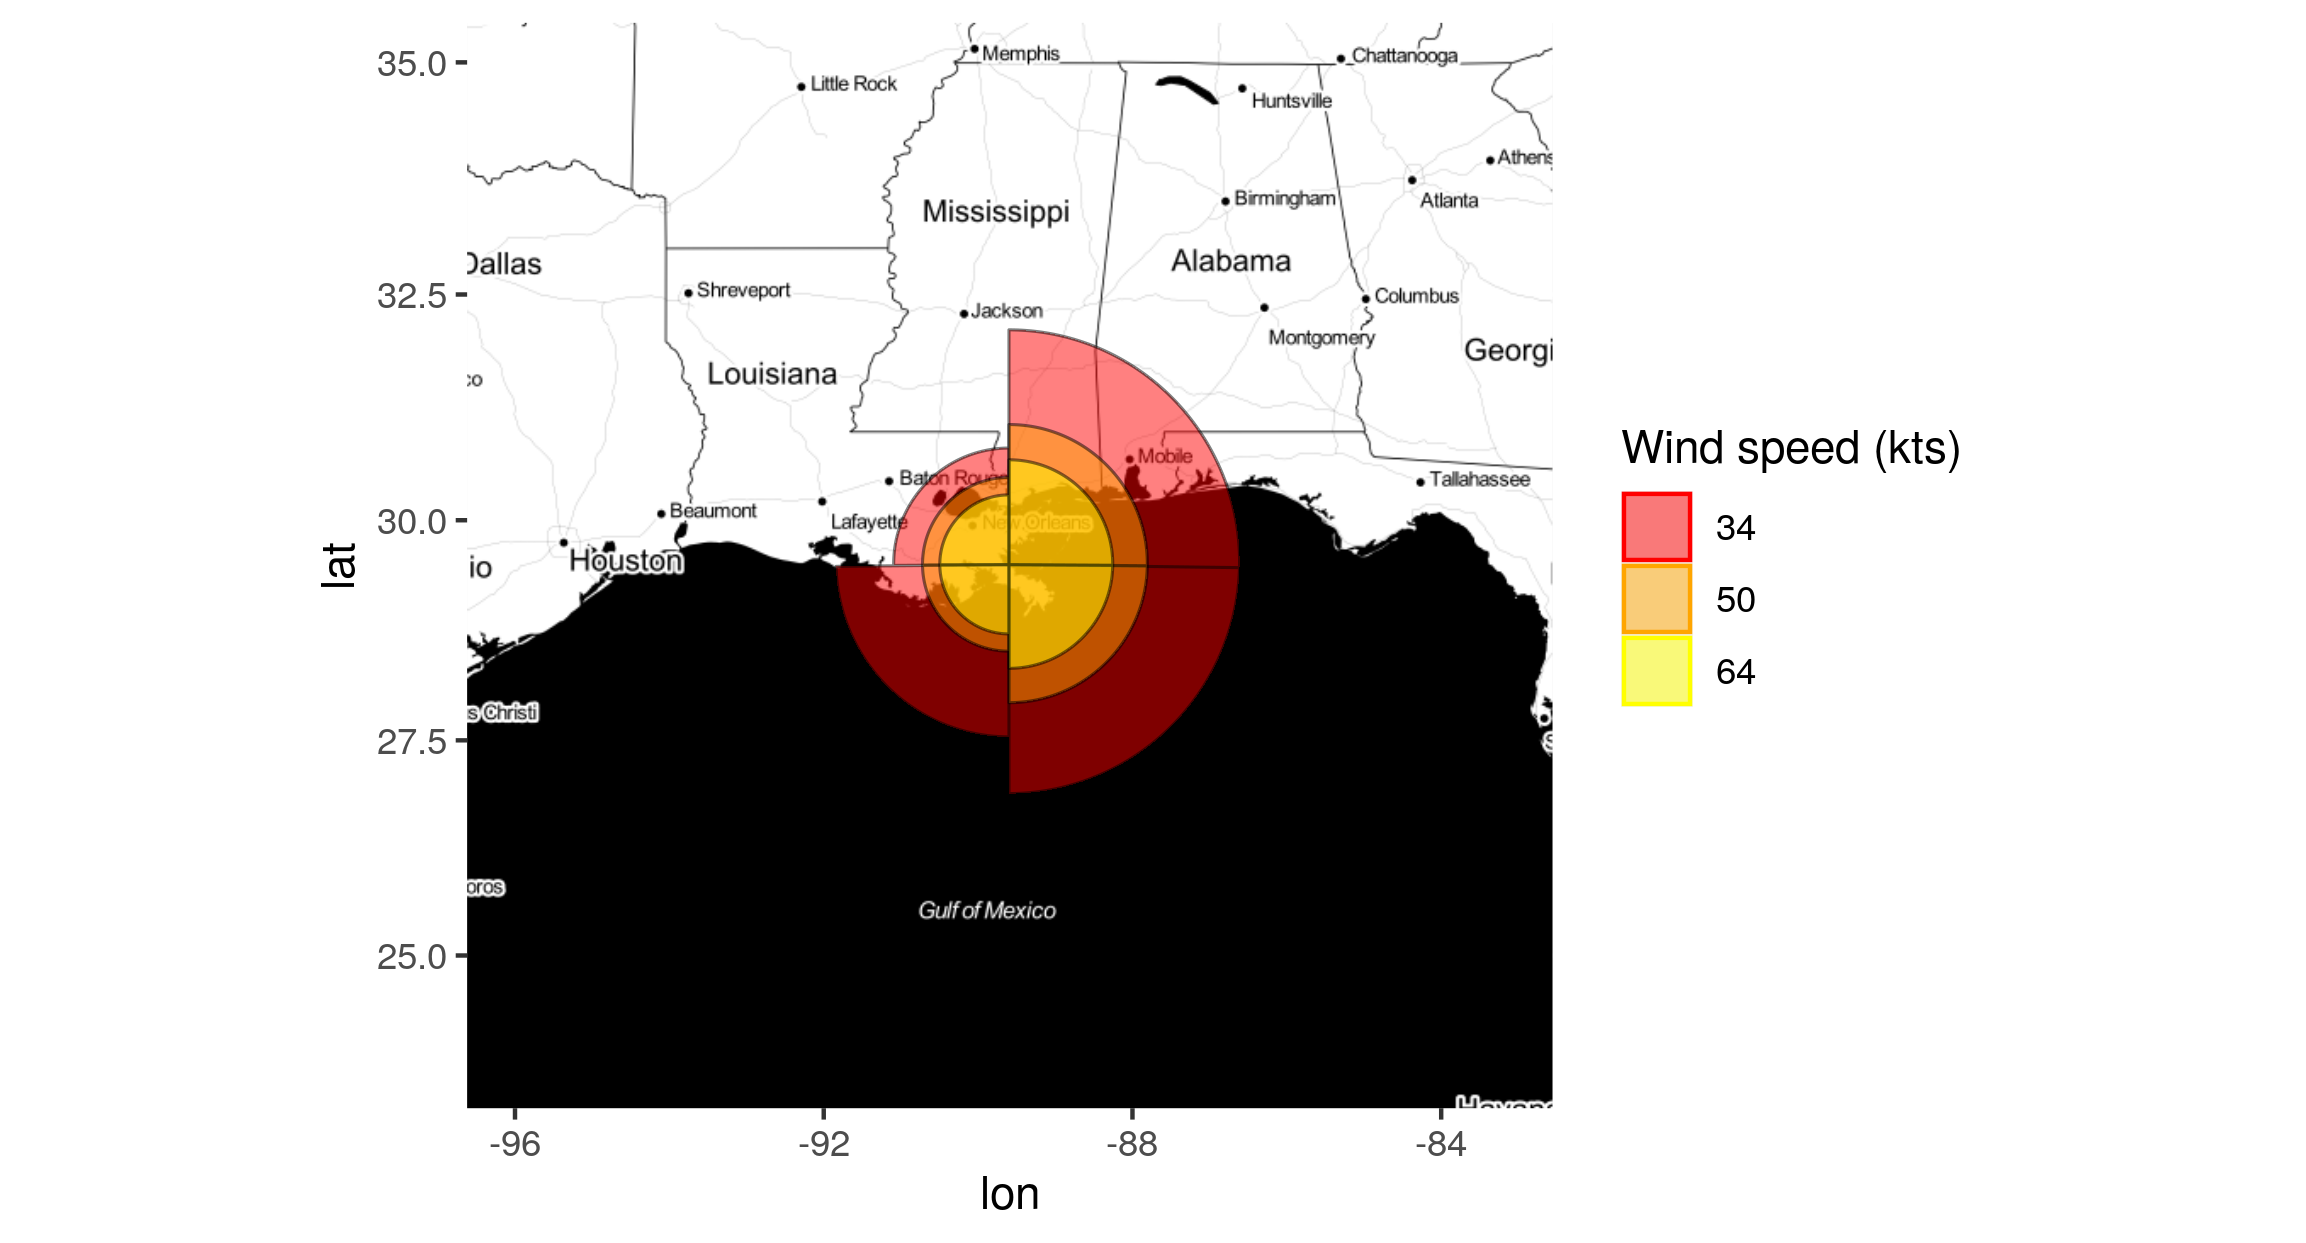 35.0
Memphis
Chattanooga
Little Rock
Huntsville
Athens
Birmingham
Atlanta
Mississippi
Dallas
Alabama
32.5
Shreveport
Columbus
Jackson
Montgomery
Georgi
Louisiana
co
Wind speed (kts)
Mobile
Baton Rouge
Tallahassee
Beaumont
30.0
Lafayette
New Orleans
34
Houston
io
lat
50
64
s Christi
27.5
S
oros
Gulf of Mexico
25.0
Havana
-96
-92
-88
-84
lon